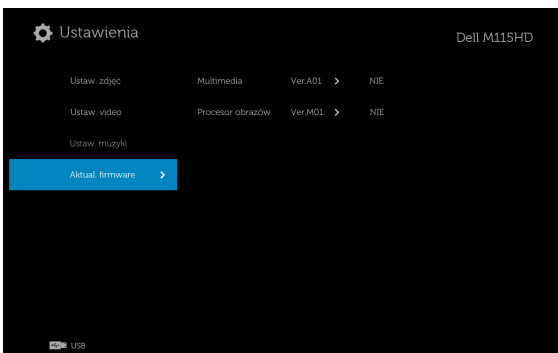 Ustawienia
Dell M115HD
Ustaw. zdjęć Multimedia Ver.A01 NIE
Ustaw. video Procesor obrazów Ver.M01 NIE
Ustaw. muzyki
Aktual. firmware
USB